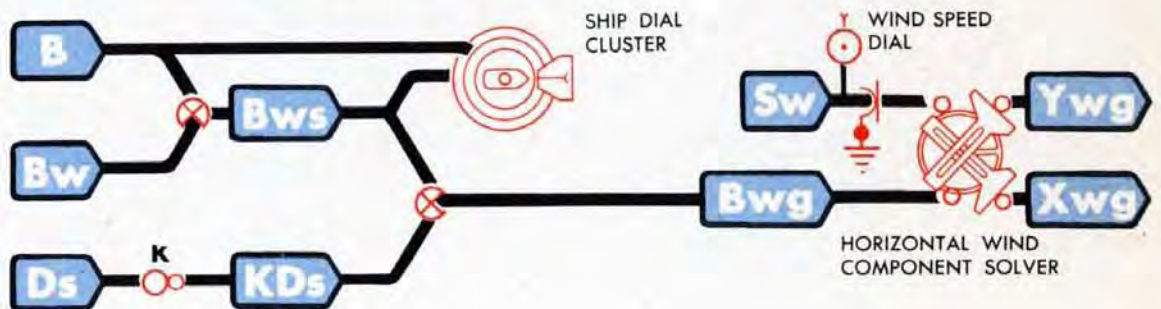 B
SHIP DIAL
CLUSTER
WIND SPEED
DIAL
Bws
Sw
Ywg
Bw
Bwg
Xwg
K
Ds
KDs
HORIZONTAL WIND
COMPONENT SOLVER